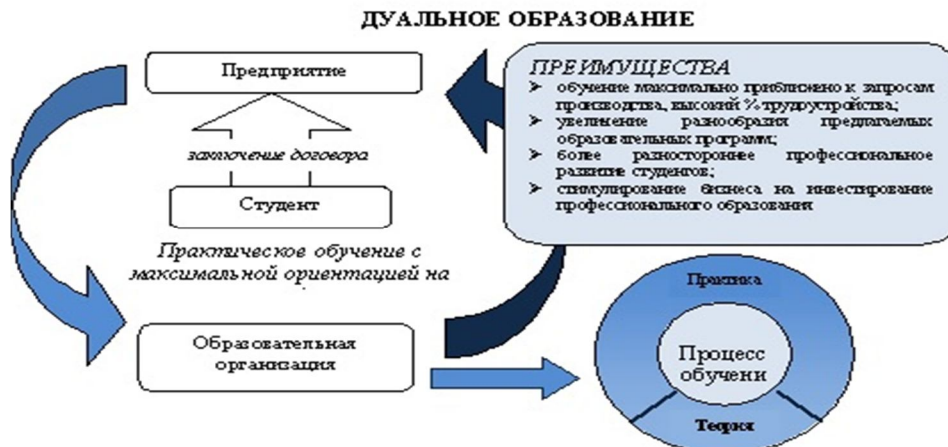 ДУАЛЬНОЕ ОБРАЗОВАНИЕ
Предприятие
заключение договора
Студент
Практическое обучение с
максимальной ориентацией на
Образовательная
организация
ПРЕИМУЩЕСТВА
➢ обучение максимально приближено к запросам
производства, высокий % трудоустройства;
➢ увеличение разнообразия предлагаемых
образовательных программ;
➢ более разностороннее профессиональное
развитие студентов;
➢ стимулирование бизнеса на инвестирование
профессионального образования
Практика
Процесс
обучени
Теория